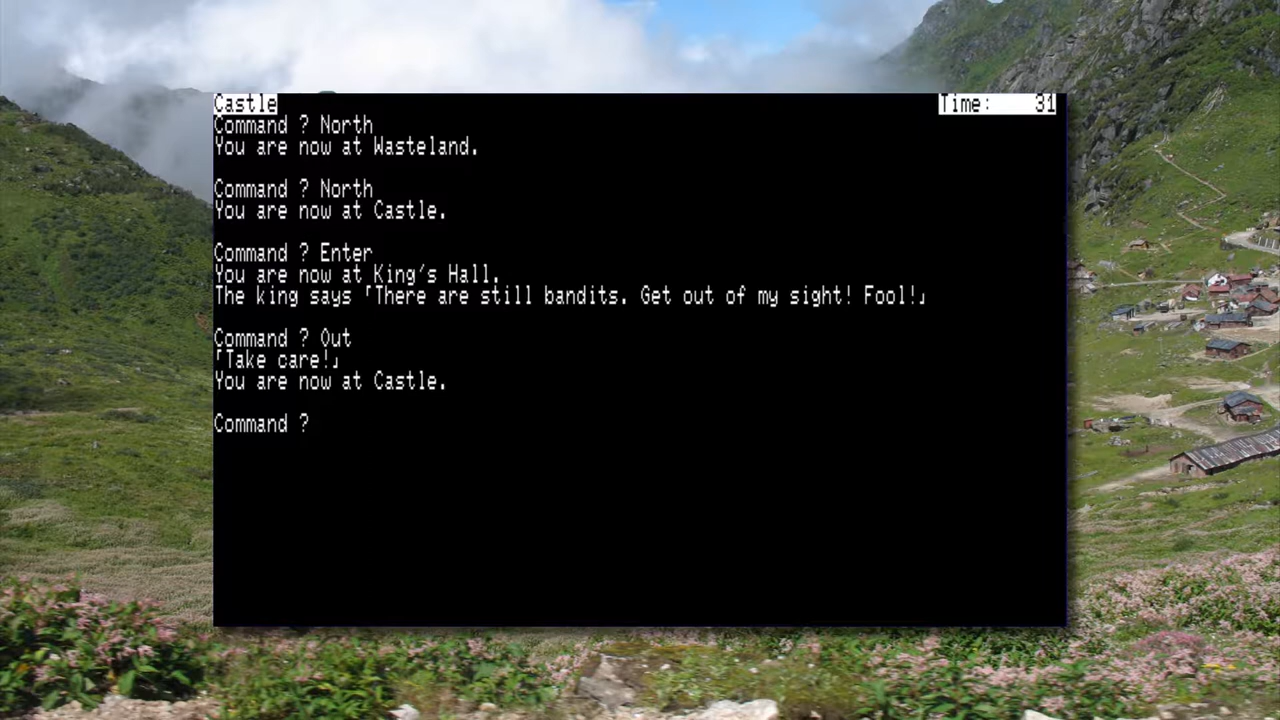 Castle Time: 31
Command ? North
You are now at Wasteland.
Command ? North
You are now at Castle.
Command ? Enter
You are now at King's Hall.
The king says ｢There are still bandits. Get out of my sight! Fool!｣
Command ? Out
｢Take care!｣
You are now at Castle.
Command ?